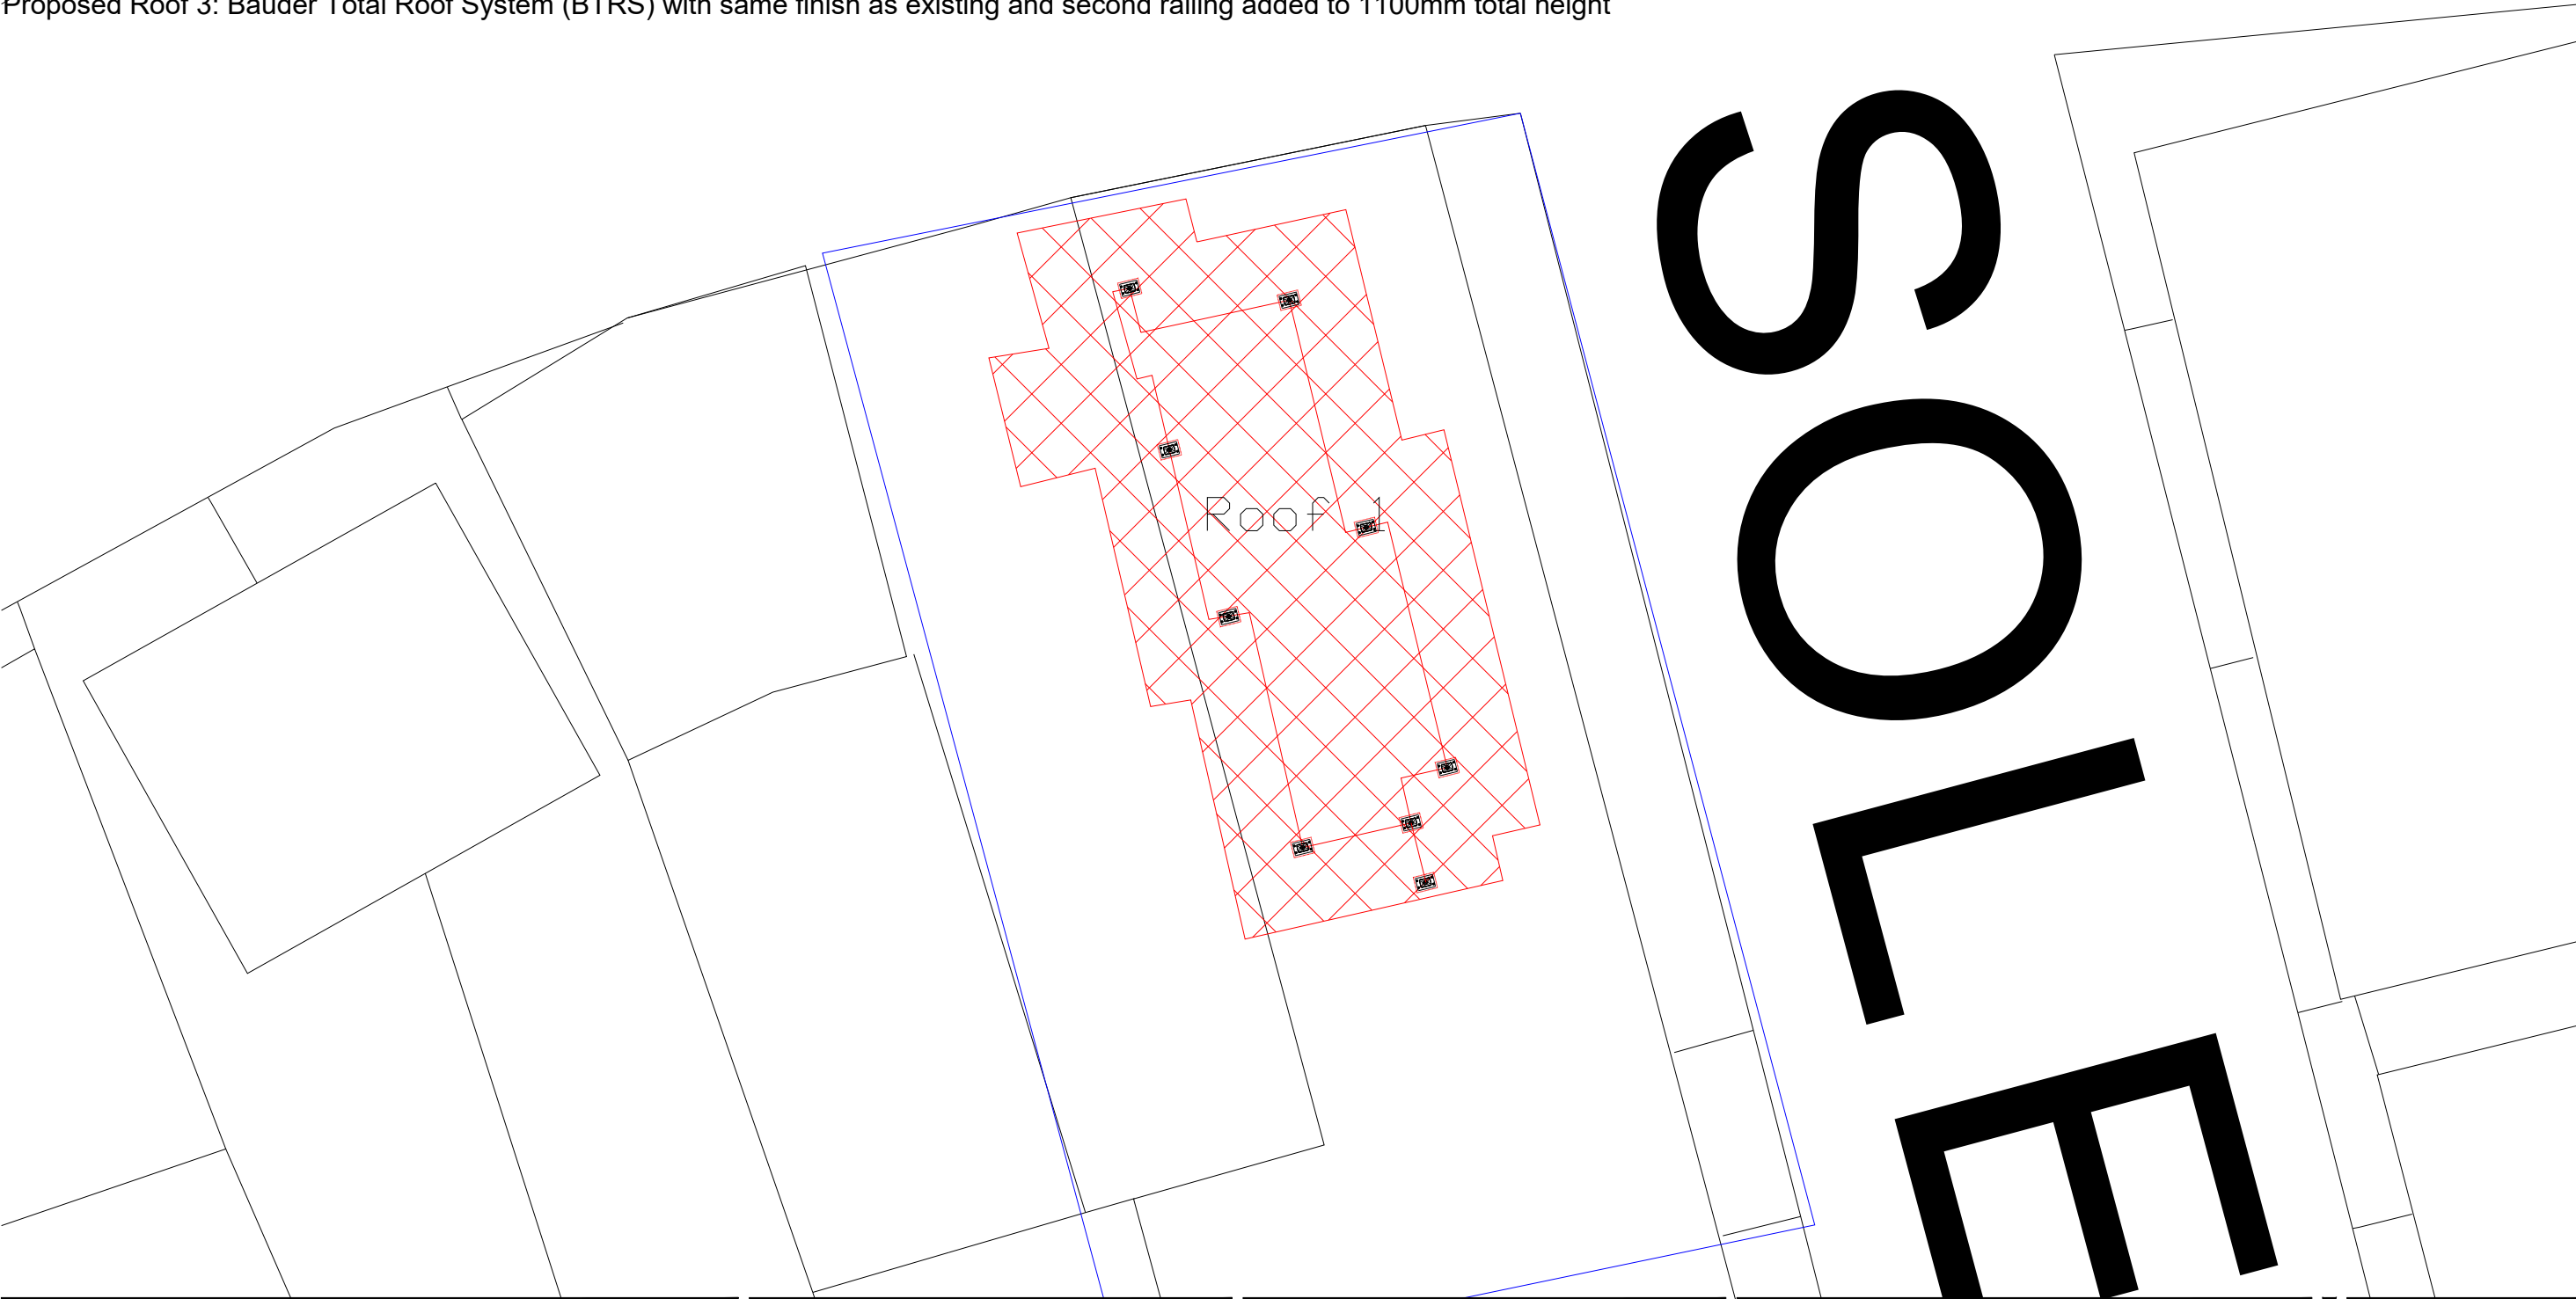 Proposed Roof 3: Bauder Total Roof System (BTRS) with same finish as existing and second railing added to 1100mm total height
Roof 1
SOLE